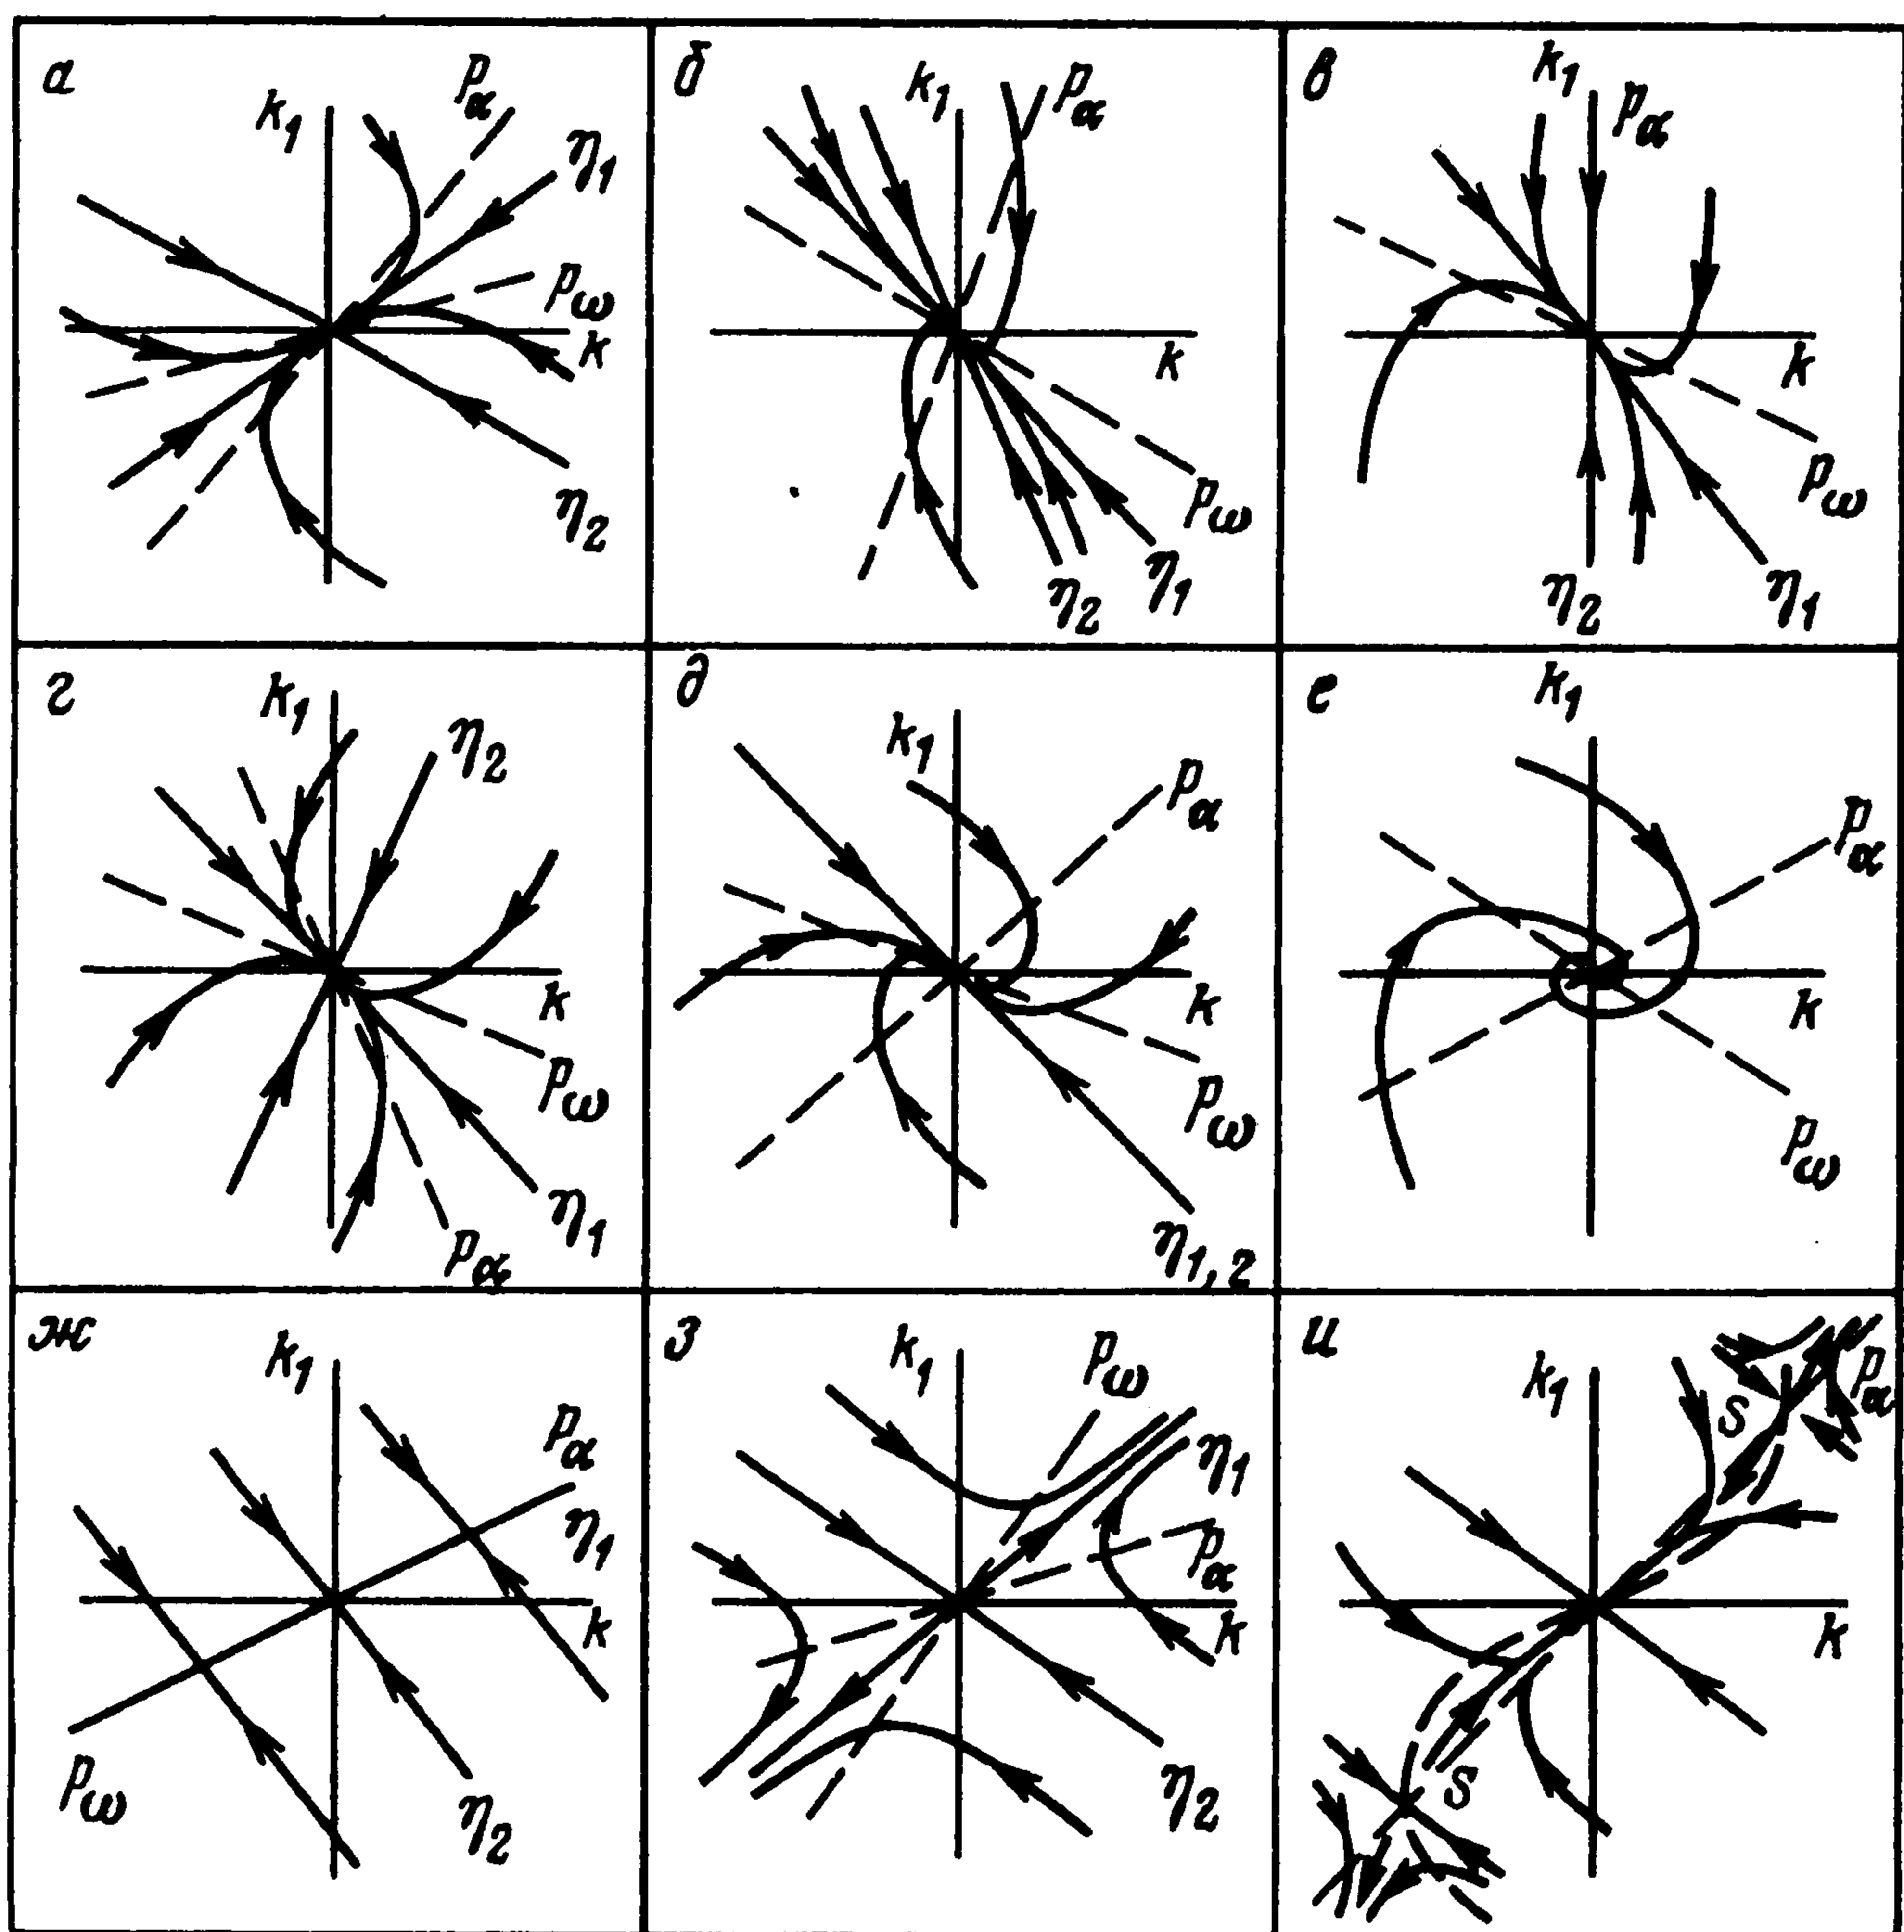 а
k₁
Pα
η₁
Pω
k
η₂
б
k₁
Pα
k
Pω
η₁
η₂
в
k₁
Pα
k
Pω
η₂
η₁
г
k₁
η₂
k
Pω
η₁
Pα
д
k₁
Pα
k
Pω
η₁,₂
е
k₁
Pα
k
Pω
ж
k₁
Pα
η₁
k
Pω
η₂
з
k₁
Pω
η₁
Pα
k
η₂
и
k₁
Pα
S
k
S